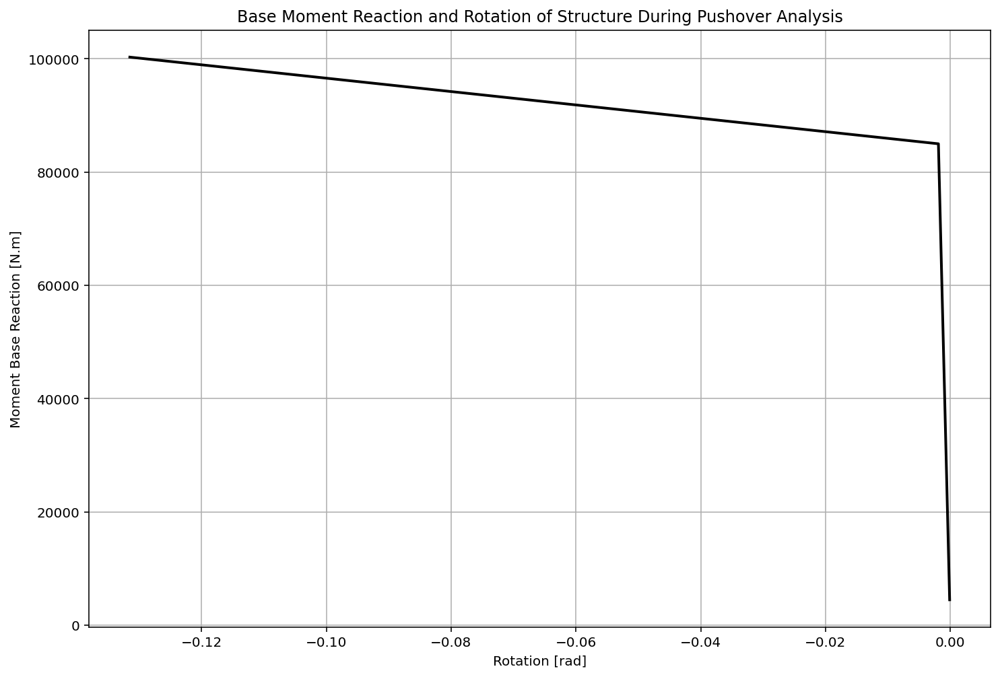 Base Moment Reaction and Rotation of Structure During Pushover Analysis
100000
80000
60000
40000
20000
0
Moment Base Reaction [N.m]
−0.12 −0.10 −0.08 −0.06 −0.04 −0.02 0.00
Rotation [rad]